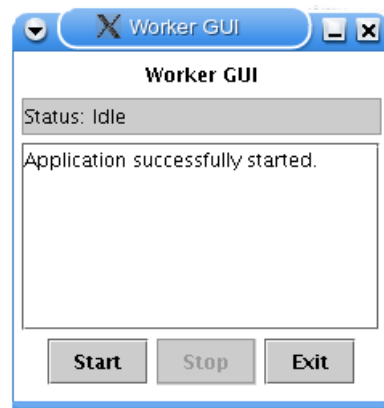 Worker GUI
Worker GUI
Status: Idle
Application successfully started.
Start Stop Exit